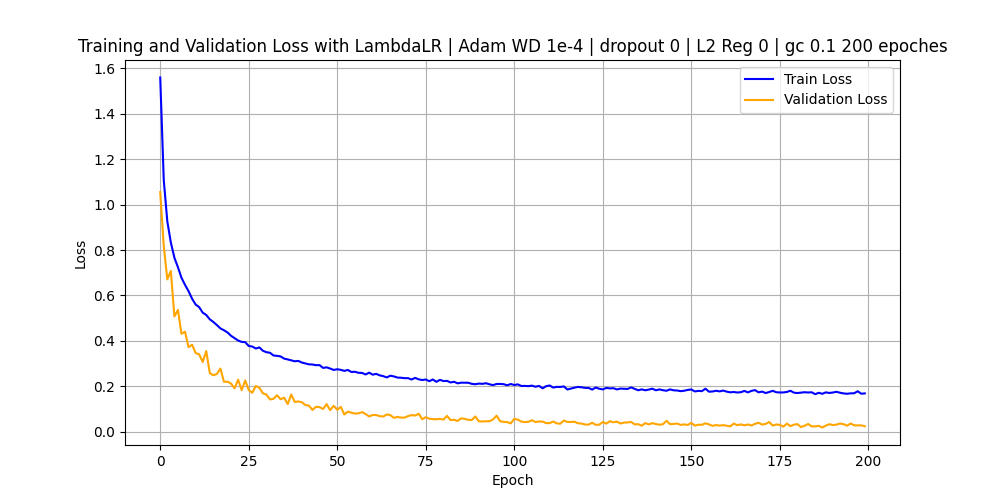 Training and Validation Loss with LambdaLR | Adam WD 1e-4 | dropout 0 | L2 Reg 0 | gc 0.1 200 epoches
Train Loss
Validation Loss
Loss
1.6
1.4
1.2
1.0
0.8
0.6
0.4
0.2
0.0
0 25 50 75 100 125 150 175 200
Epoch